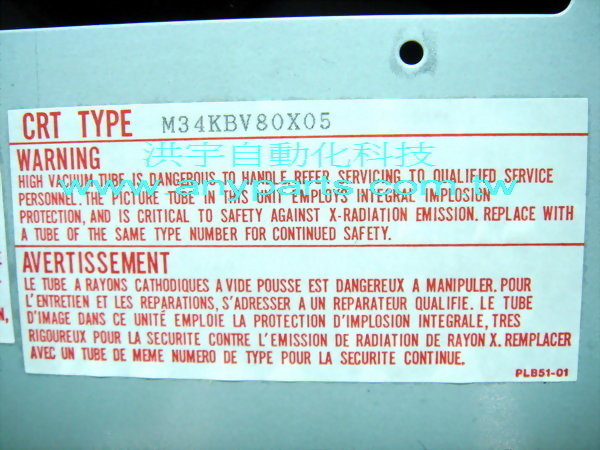 CRT TYPE M34KBV80X05
WARNING
洪宇自動化科技
HIGH VACUUM TUBE IS DANGEROUS TO HANDLE REFER SERVICING TO QUALIFIED SERVICE
www.anyparts.com.tw
PERSONNEL. THE PICTURE TUBE IN THIS UNIT EMPLOYS INTEGRAL IMPLOSION
PROTECTION, AND IS CRITICAL TO SAFETY AGAINST X-RADIATION EMISSION. REPLACE WITH
A TUBE OF THE SAME TYPE NUMBER FOR CONTINUED SAFETY.
AVERTISSEMENT
LE TUBE A RAYONS CATHODIQUES A VIDE POUSSE EST DANGEREUX A MANIPULER. POUR
L'ENTRETIEN ET LES REPARATIONS, S'ADRESSER A UN REPARATEUR QUALIFIE. LE TUBE
D'IMAGE DANS CE UNITÉ EMPLOIE LA PROTECTION D'IMPLOSION INTEGRALE, TRES
RIGOUREUX POUR LA SECURITE CONTRE L'EMISSION DE RADIATION DE RAYON X. REMPLACER
AVEC UN TUBE DE MEME NUMERO DE TYPE POUR LA SECURITE CONTINUE.
PLB51-01